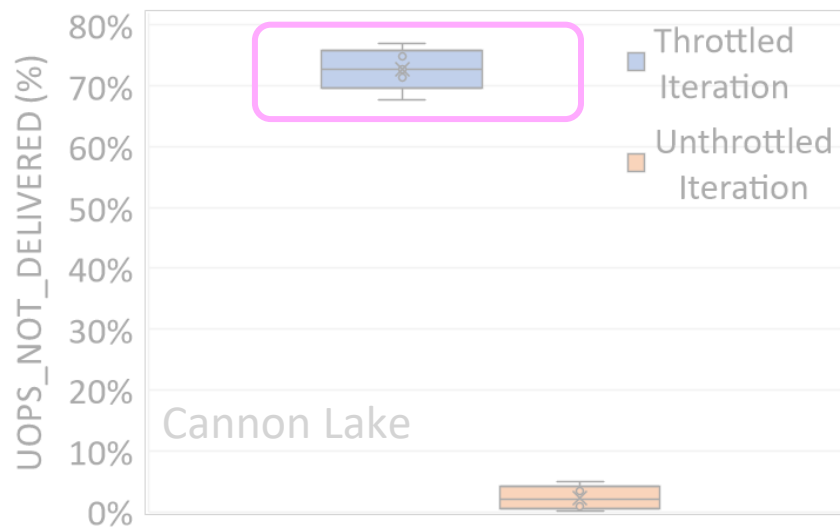 UOPS_NOT_DELIVERED (%)
80%
70%
60%
50%
40%
30%
20%
10%
0%
Throttled
Iteration
Unthrottled
Iteration
Cannon Lake